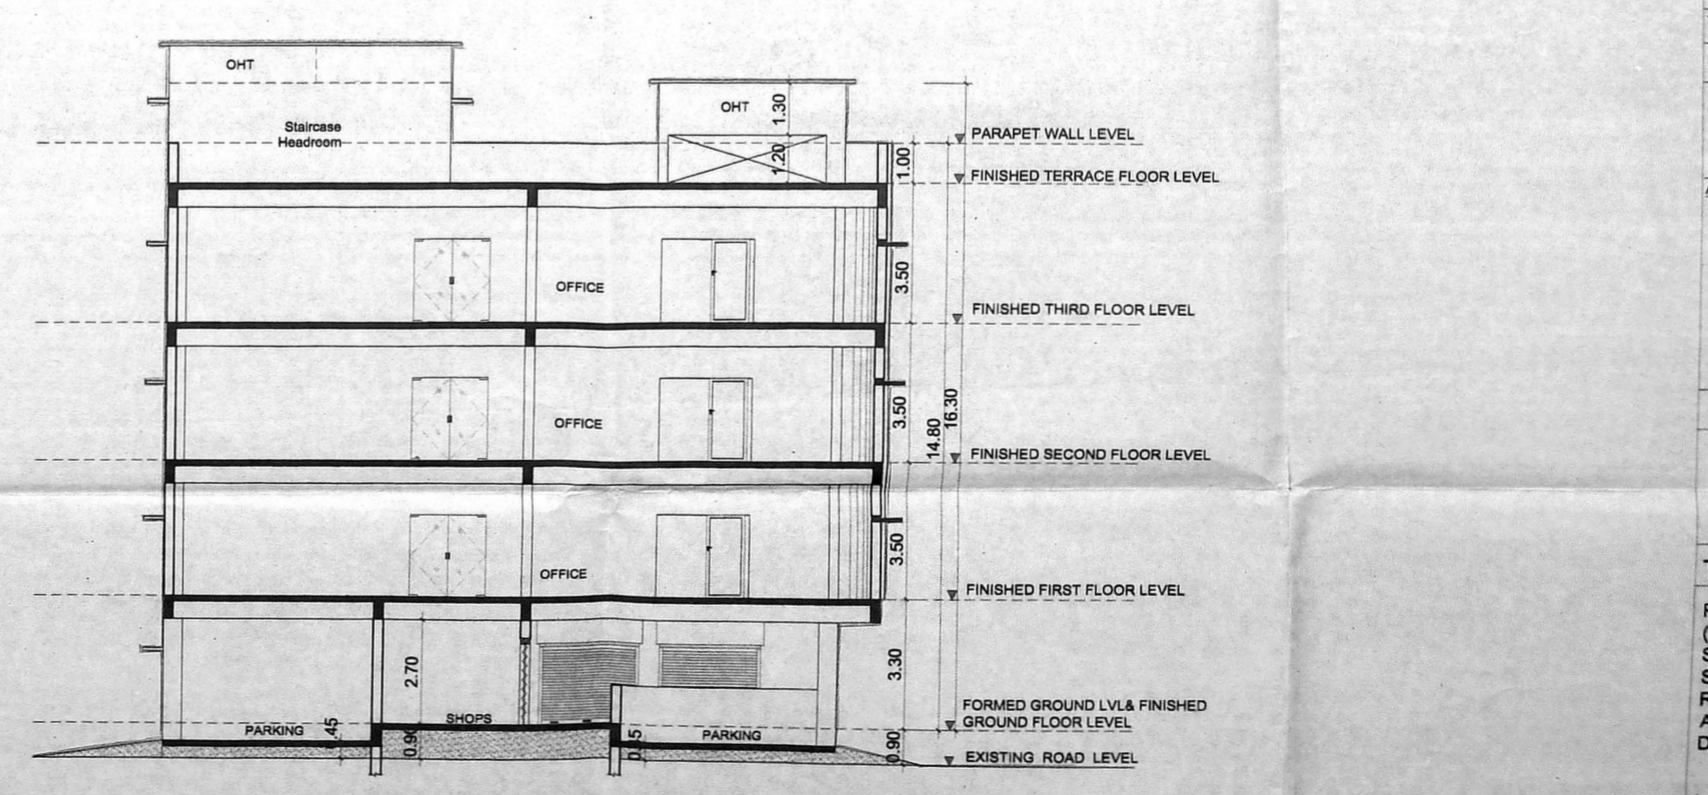 OHT
OHT
1.30
Staircase
Headroom
1.20
1.00
PARAPET WALL LEVEL
FINISHED TERRACE FLOOR LEVEL
OFFICE
3.50
FINISHED THIRD FLOOR LEVEL
OFFICE
3.50
14.80
16.30
FINISHED SECOND FLOOR LEVEL
OFFICE
3.50
FINISHED FIRST FLOOR LEVEL
2.70
3.30
PARKING
.45
0.90
SHOPS
PARKING
0.90
FORMED GROUND LVL& FINISHED
GROUND FLOOR LEVEL
EXISTING ROAD LEVEL